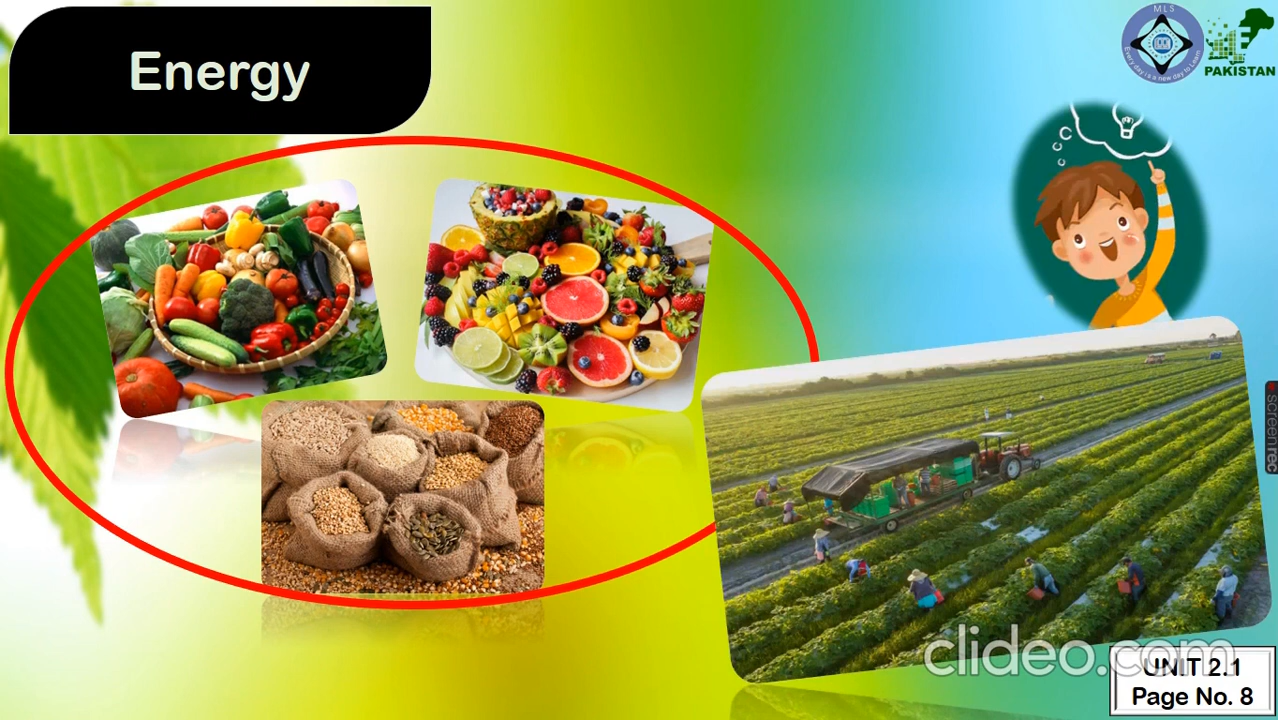 Energy
MLS
Every day is a new day to Learn
PAKISTAN
screenrec
clideo.com
UNIT 2.1
Page No. 8